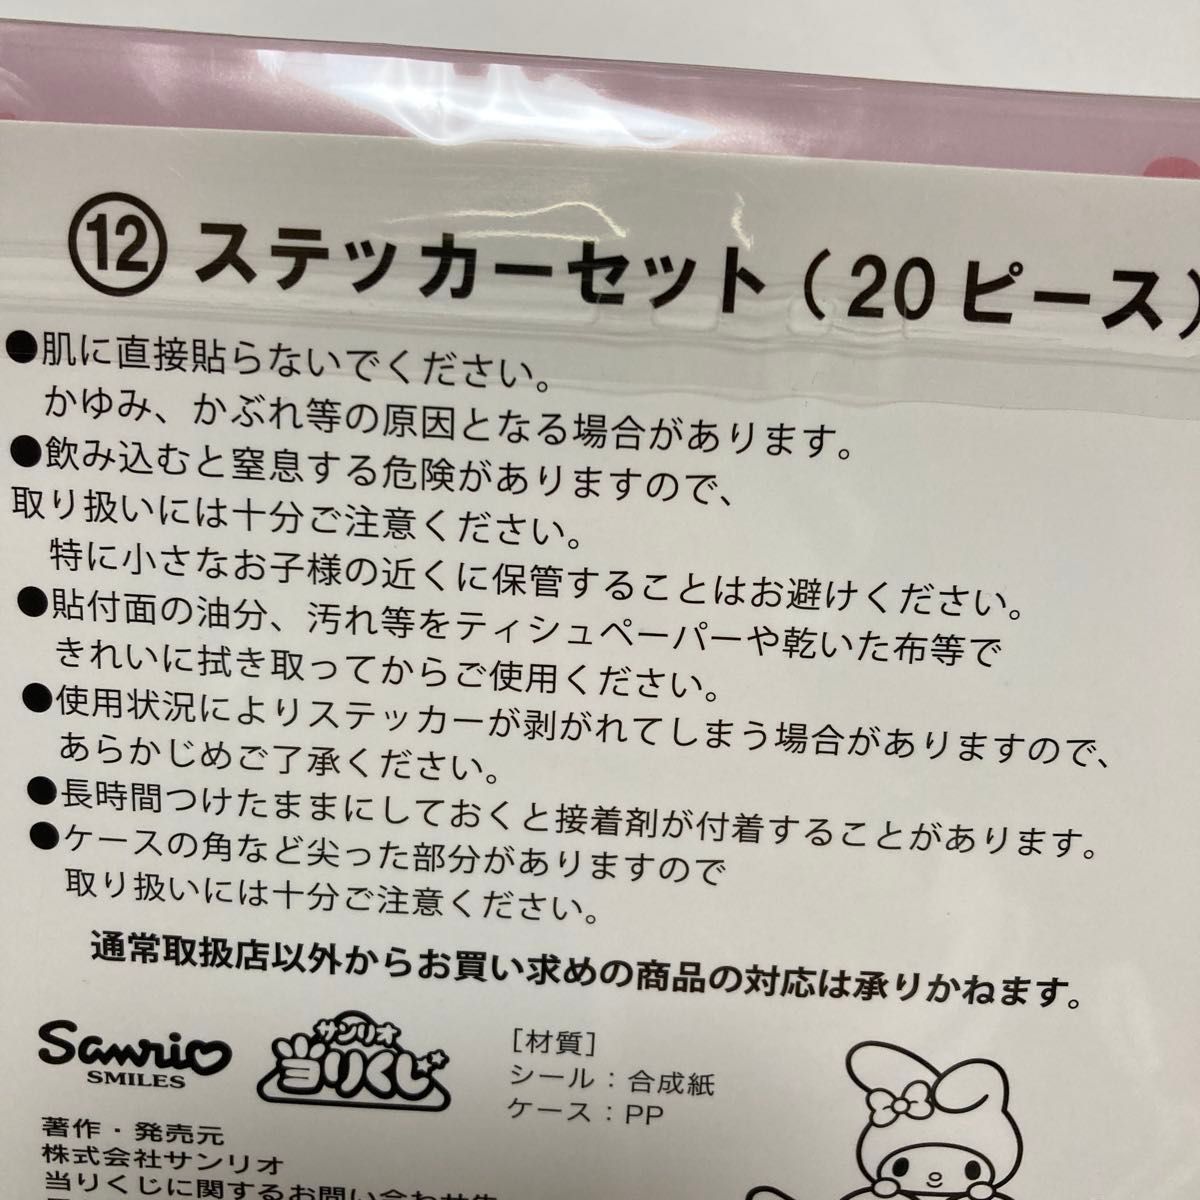 ⑫ ステッカーセット（20ピース）
●肌に直接貼らないでください。
かゆみ、かぶれ等の原因となる場合があります。
●飲み込むと窒息する危険がありますので、
取り扱いには十分ご注意ください。
特に小さなお子様の近くに保管することはお避けください。
●貼付面の油分、汚れ等をティシュペーパーや乾いた布等で
きれいに拭き取ってからご使用ください。
●使用状況によりステッカーが剥がれてしまう場合がありますので、
あらかじめご了承ください。
●長時間つけたままにしておくと接着剤が付着することがあります。
●ケースの角など尖った部分がありますので
取り扱いには十分ご注意ください。
通常取扱店以外からお買い求めの商品の対応は承りかねます。
Sanrio
SMILES
サンリオ
当りくじ
［材質］
シール：合成紙
ケース：PP
著作・発売元
株式会社サンリオ
当りくじに関するお問い合わせ先